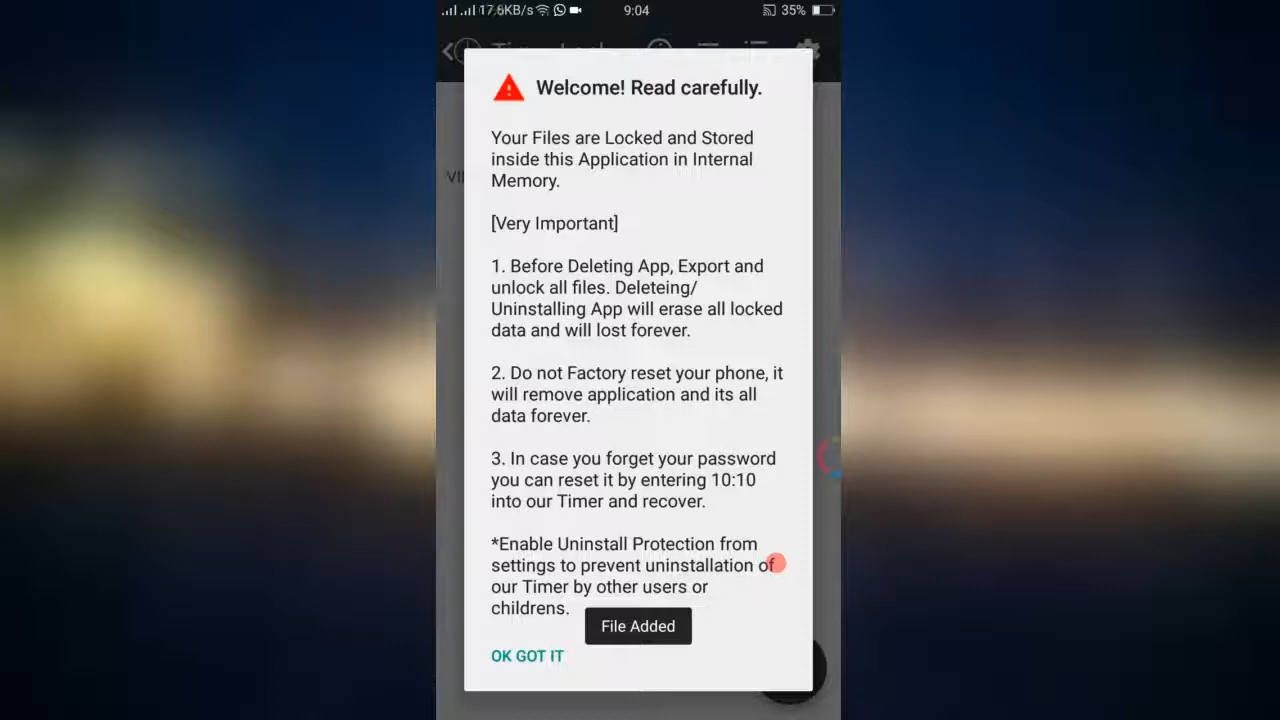 17.6KB/s 9:04 35%
Welcome! Read carefully.
Your Files are Locked and Stored
inside this Application in Internal
Memory.
[Very Important]
1. Before Deleting App, Export and
unlock all files. Deleteing/
Uninstalling App will erase all locked
data and will lost forever.
2. Do not Factory reset your phone, it
will remove application and its all
data forever.
3. In case you forget your password
you can reset it by entering 10:10
into our Timer and recover.
*Enable Uninstall Protection from
settings to prevent uninstallation of
our Timer by other users or
childrens.
File Added
OK GOT IT